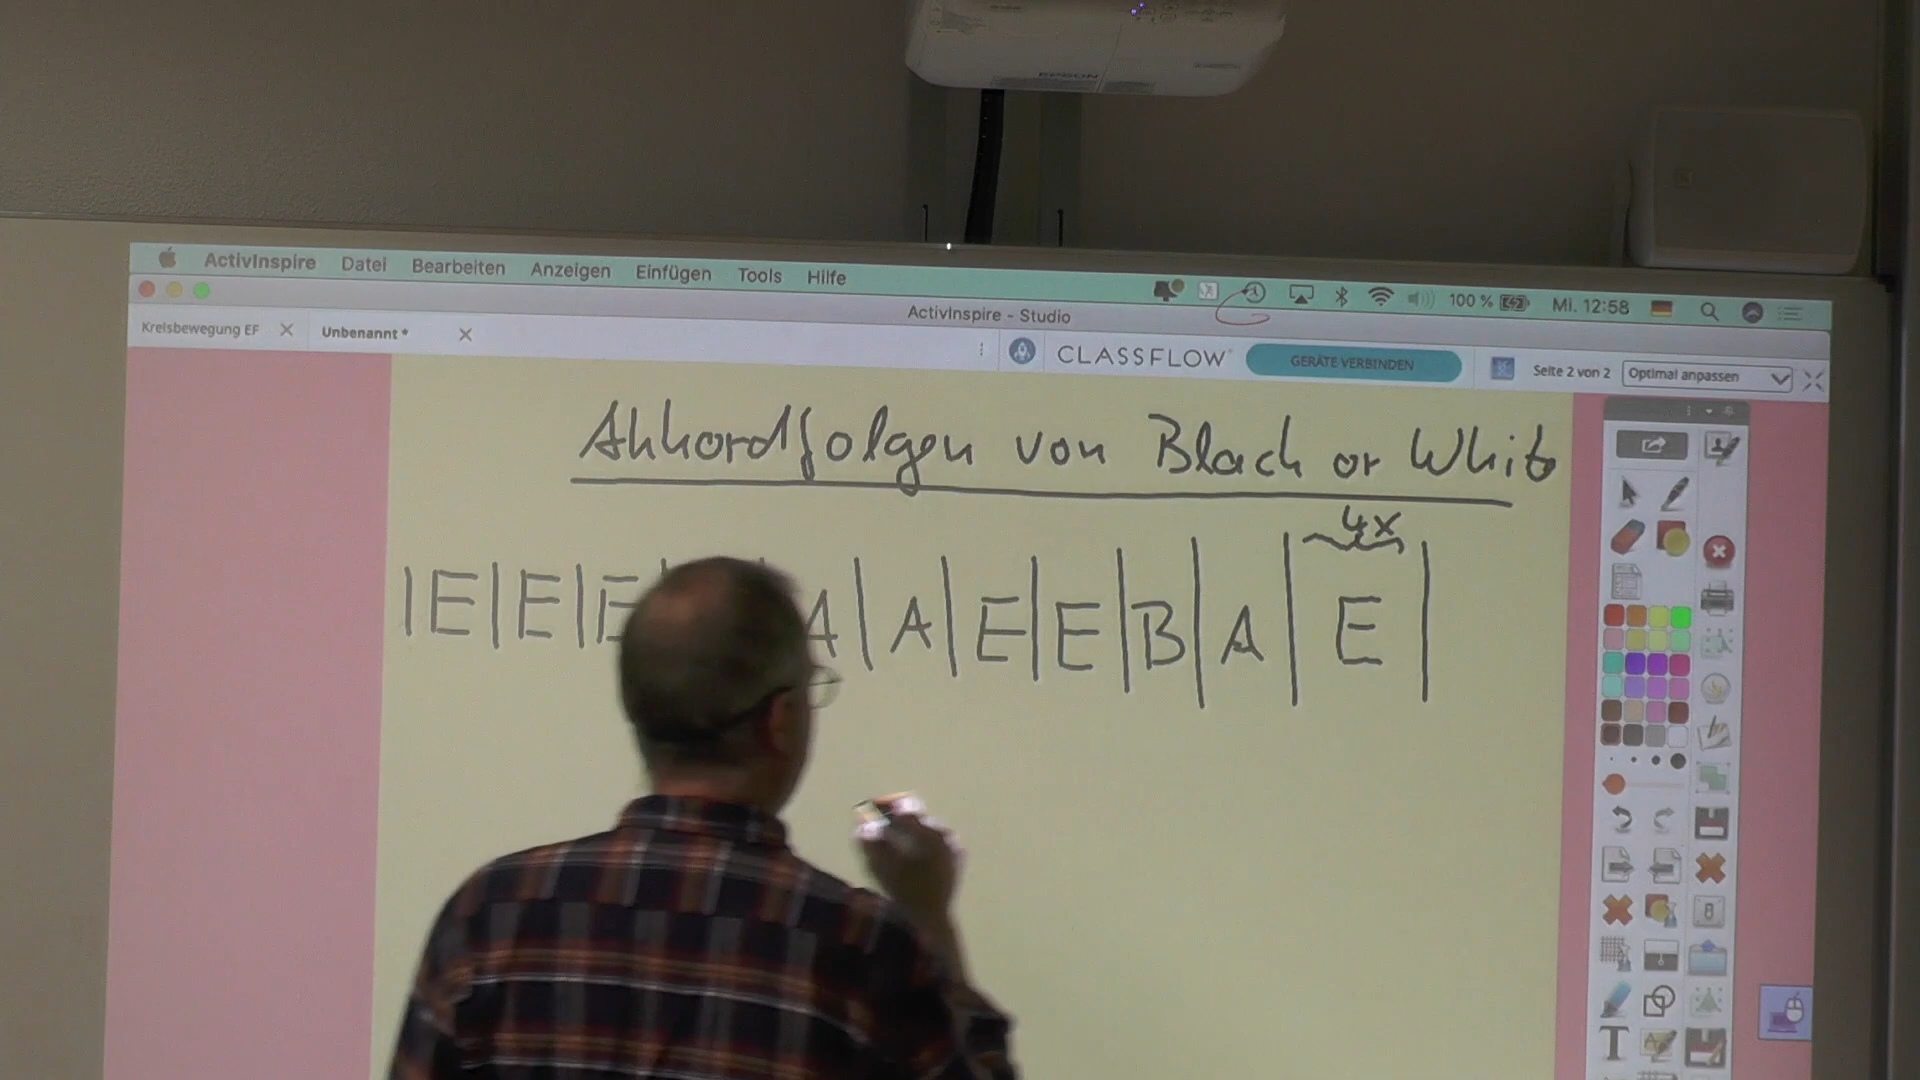 EPSON
ActivInspire Datei Bearbeiten Anzeigen Einfügen Tools Hilfe 100 % Mi. 12:58
ActivInspire - Studio
Kreisbewegung EF Unbenannt * CLASSFLOW GERÄTE VERBINDEN Seite 2 von 2 Optimal anpassen
Akkordfolgen von Black or White
4x
| E | E | E A | A | E | E | B | A | E |
T